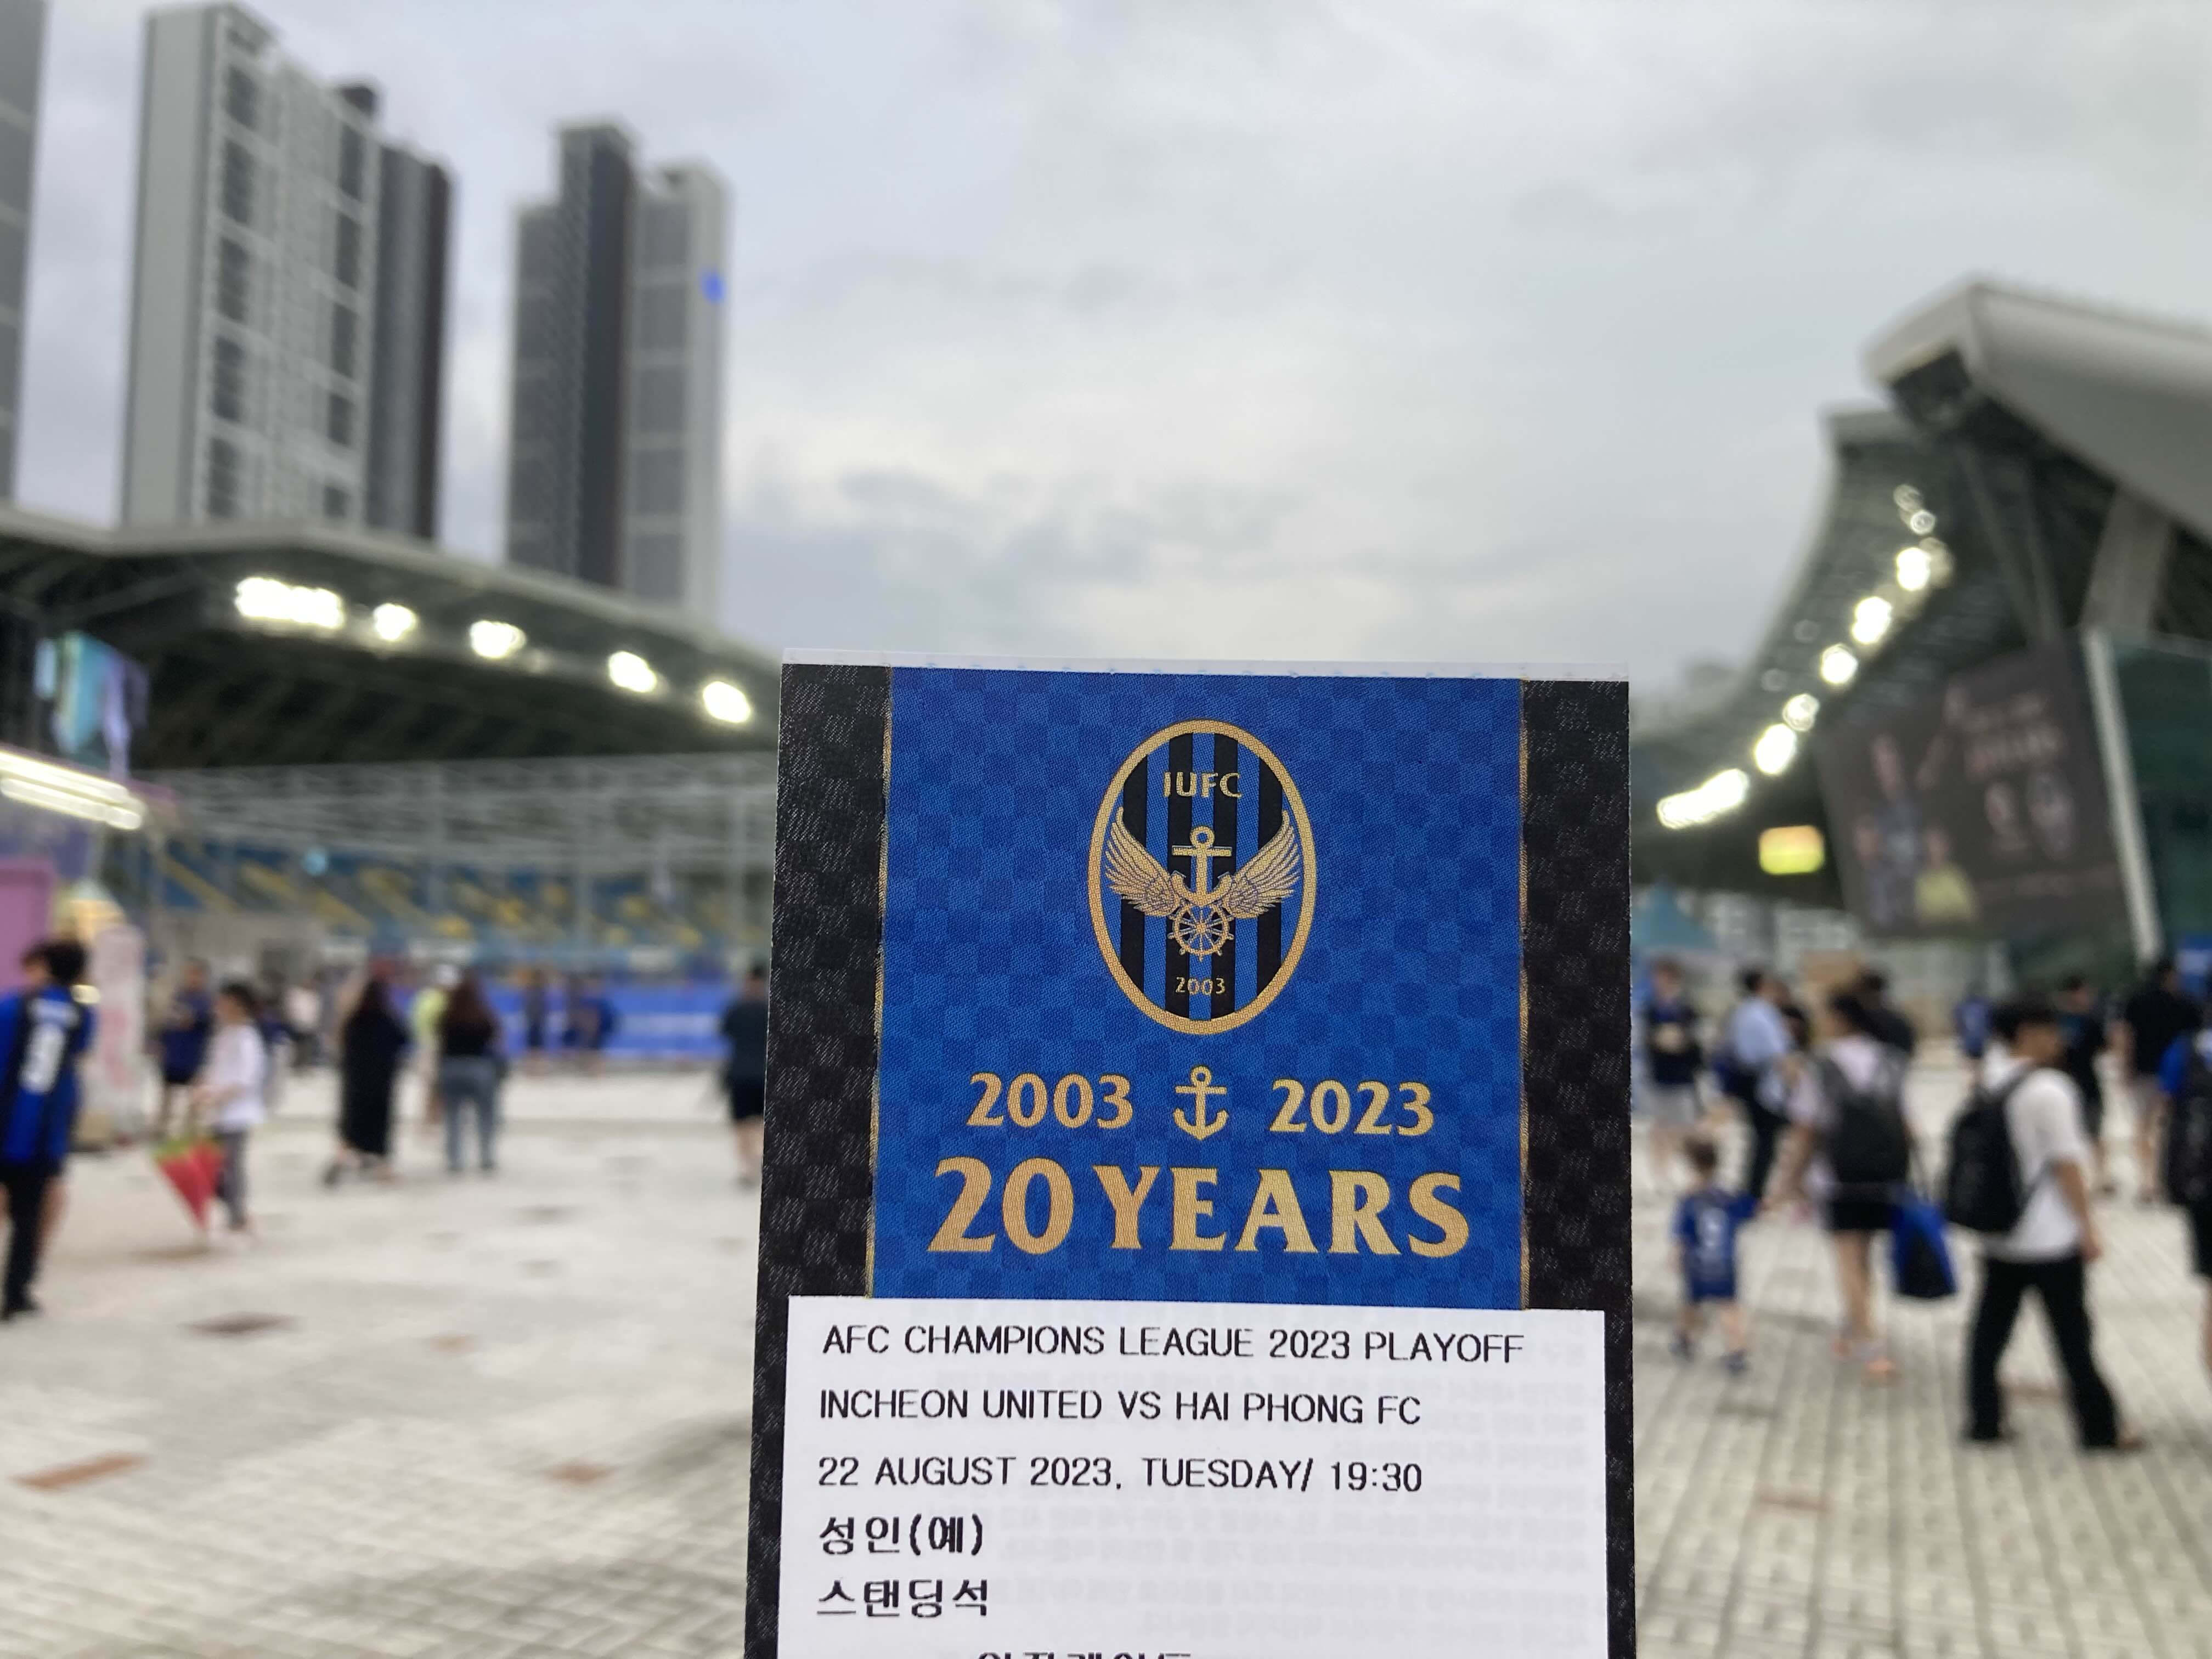 IUFC
2003
2003 2023
20 YEARS
AFC CHAMPIONS LEAGUE 2023 PLAYOFF
INCHEON UNITED VS HAI PHONG FC
22 AUGUST 2023, TUESDAY/ 19:30
성인(예)
스탠딩석